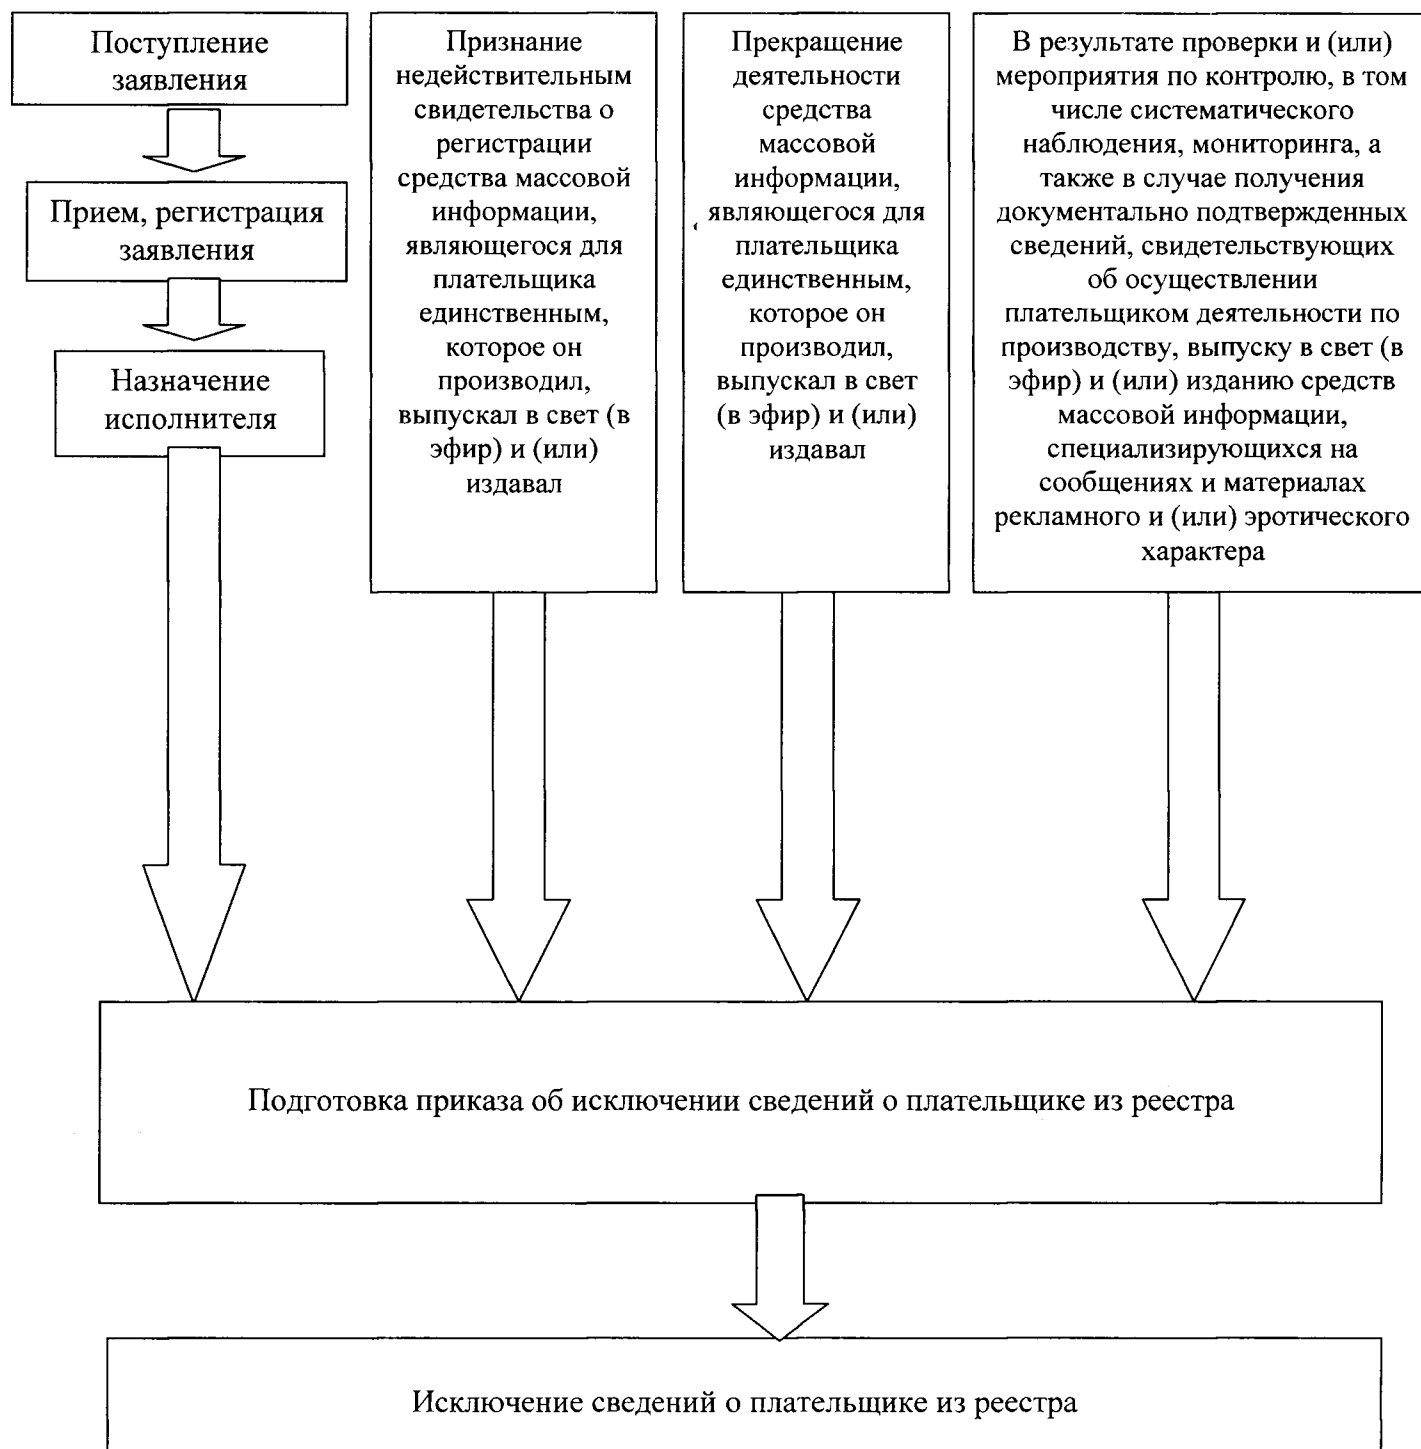 Поступление
заявления
Прием, регистрация
заявления
Назначение
исполнителя
Признание
недействительным
свидетельства о
регистрации
средства массовой
информации,
являющегося для
плательщика
единственным,
которое он
производил,
выпускал в свет (в
эфир) и (или)
издавал
Прекращение
деятельности
средства
массовой
информации,
являющегося для
плательщика
единственным,
которое он
производил,
выпускал в свет
(в эфир) и (или)
издавал
В результате проверки и (или)
мероприятия по контролю, в том
числе систематического
наблюдения, мониторинга, а
также в случае получения
документально подтвержденных
сведений, свидетельствующих
об осуществлении
плательщиком деятельности по
производству, выпуску в свет (в
эфир) и (или) изданию средств
массовой информации,
специализирующихся на
сообщениях и материалах
рекламного и (или) эротического
характера
Подготовка приказа об исключении сведений о плательщике из реестра
Исключение сведений о плательщике из реестра